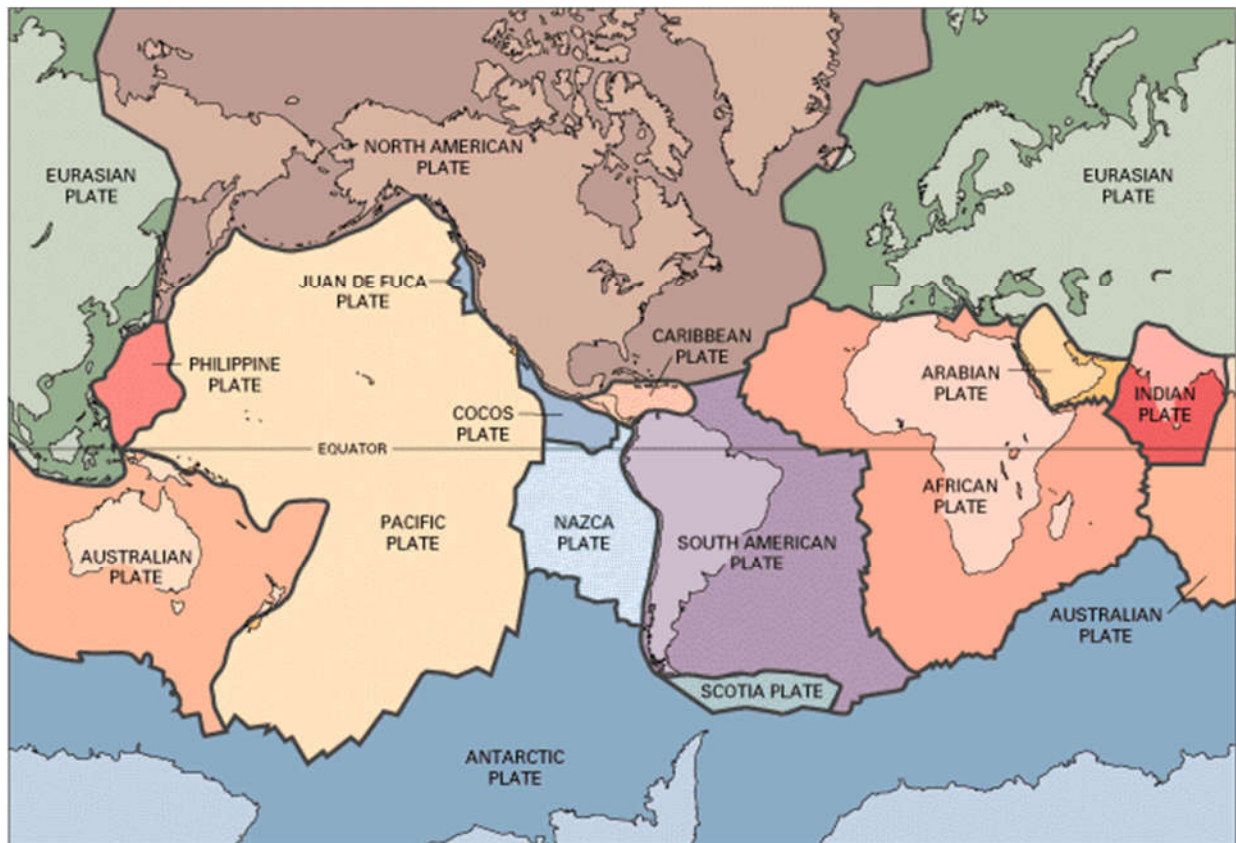 NORTH AMERICAN
PLATE
EURASIAN
PLATE
EURASIAN
PLATE
JUAN DE FUCA
PLATE
CARIBBEAN
PLATE
PHILIPPINE
PLATE
ARABIAN
PLATE
INDIAN
PLATE
COCOS
PLATE
EQUATOR
AFRICAN
PLATE
PACIFIC
PLATE
NAZCA
PLATE
SOUTH AMERICAN
PLATE
AUSTRALIAN
PLATE
AUSTRALIAN
PLATE
SCOTIA PLATE
ANTARCTIC
PLATE